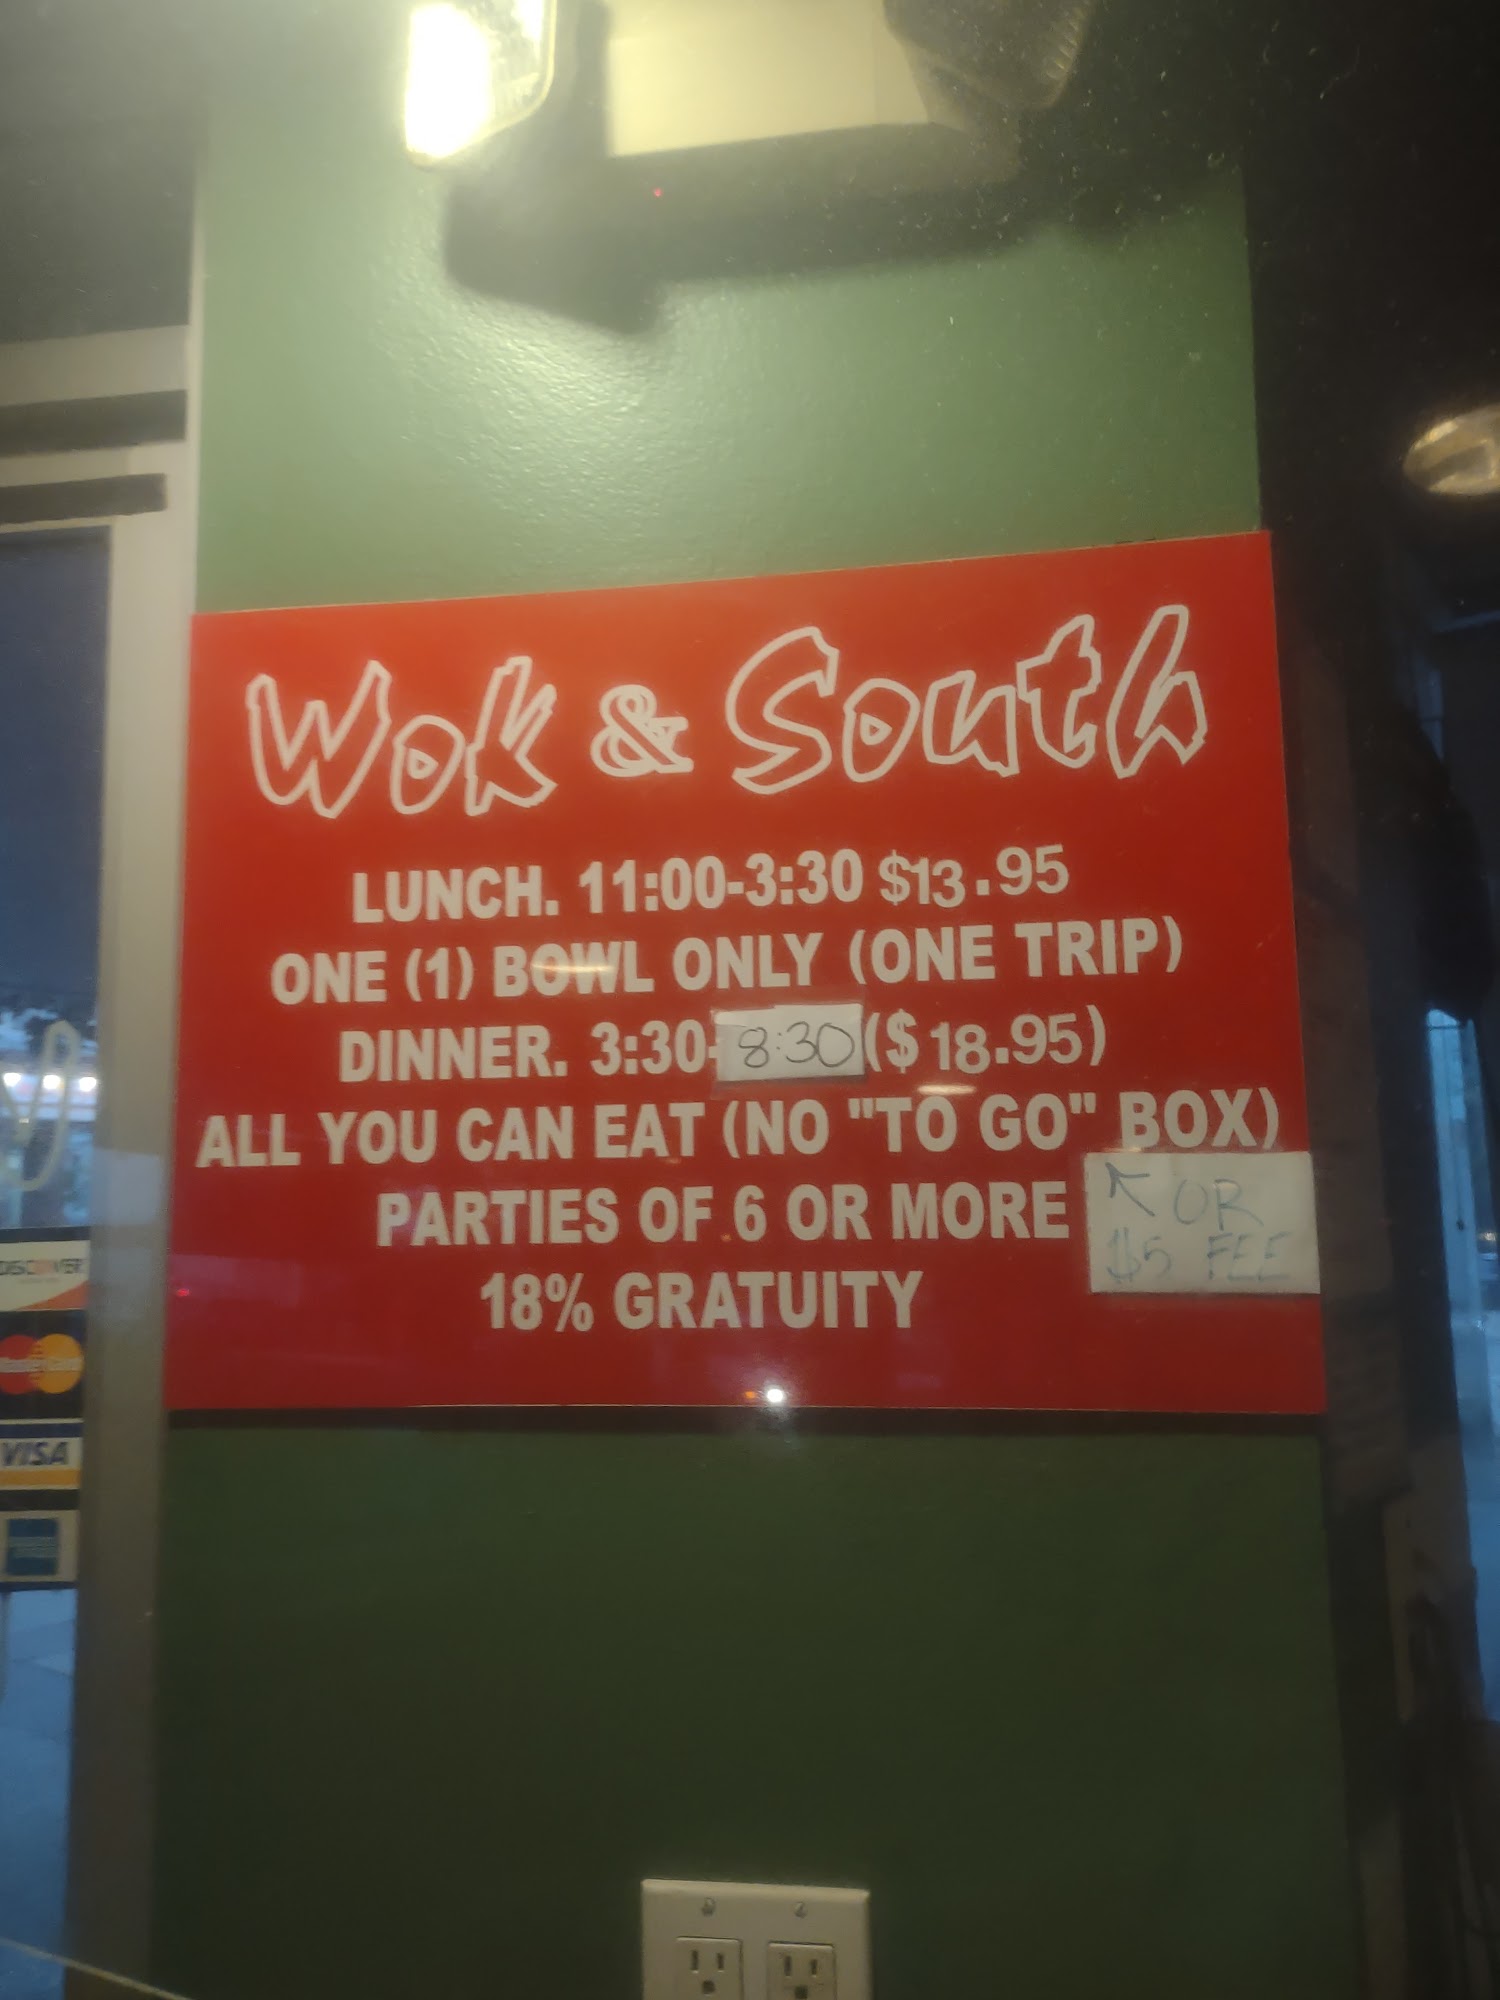 Wok & South
LUNCH. 11:00-3:30 $13.95
ONE (1) BOWL ONLY (ONE TRIP)
DINNER. 3:30-8:30 ($18.95)
ALL YOU CAN EAT (NO "TO GO" BOX)
PARTIES OF 6 OR MORE
18% GRATUITY
↖ OR
$5 FEE
DISCOVER
MasterCard
VISA